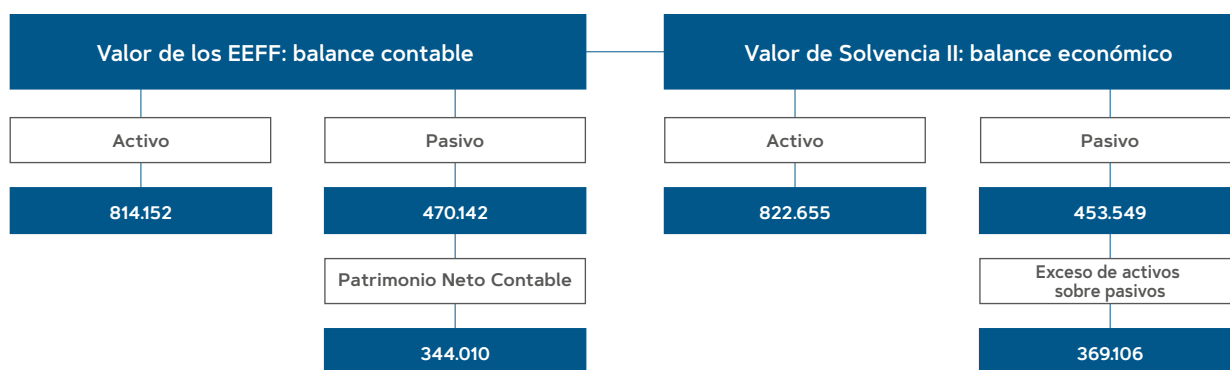 Valor de los EEFF: balance contable
Valor de Solvencia II: balance económico
Activo
Pasivo
Activo
Pasivo
814.152
470.142
822.655
453.549
Patrimonio Neto Contable
Exceso de activos
sobre pasivos
344.010
369.106